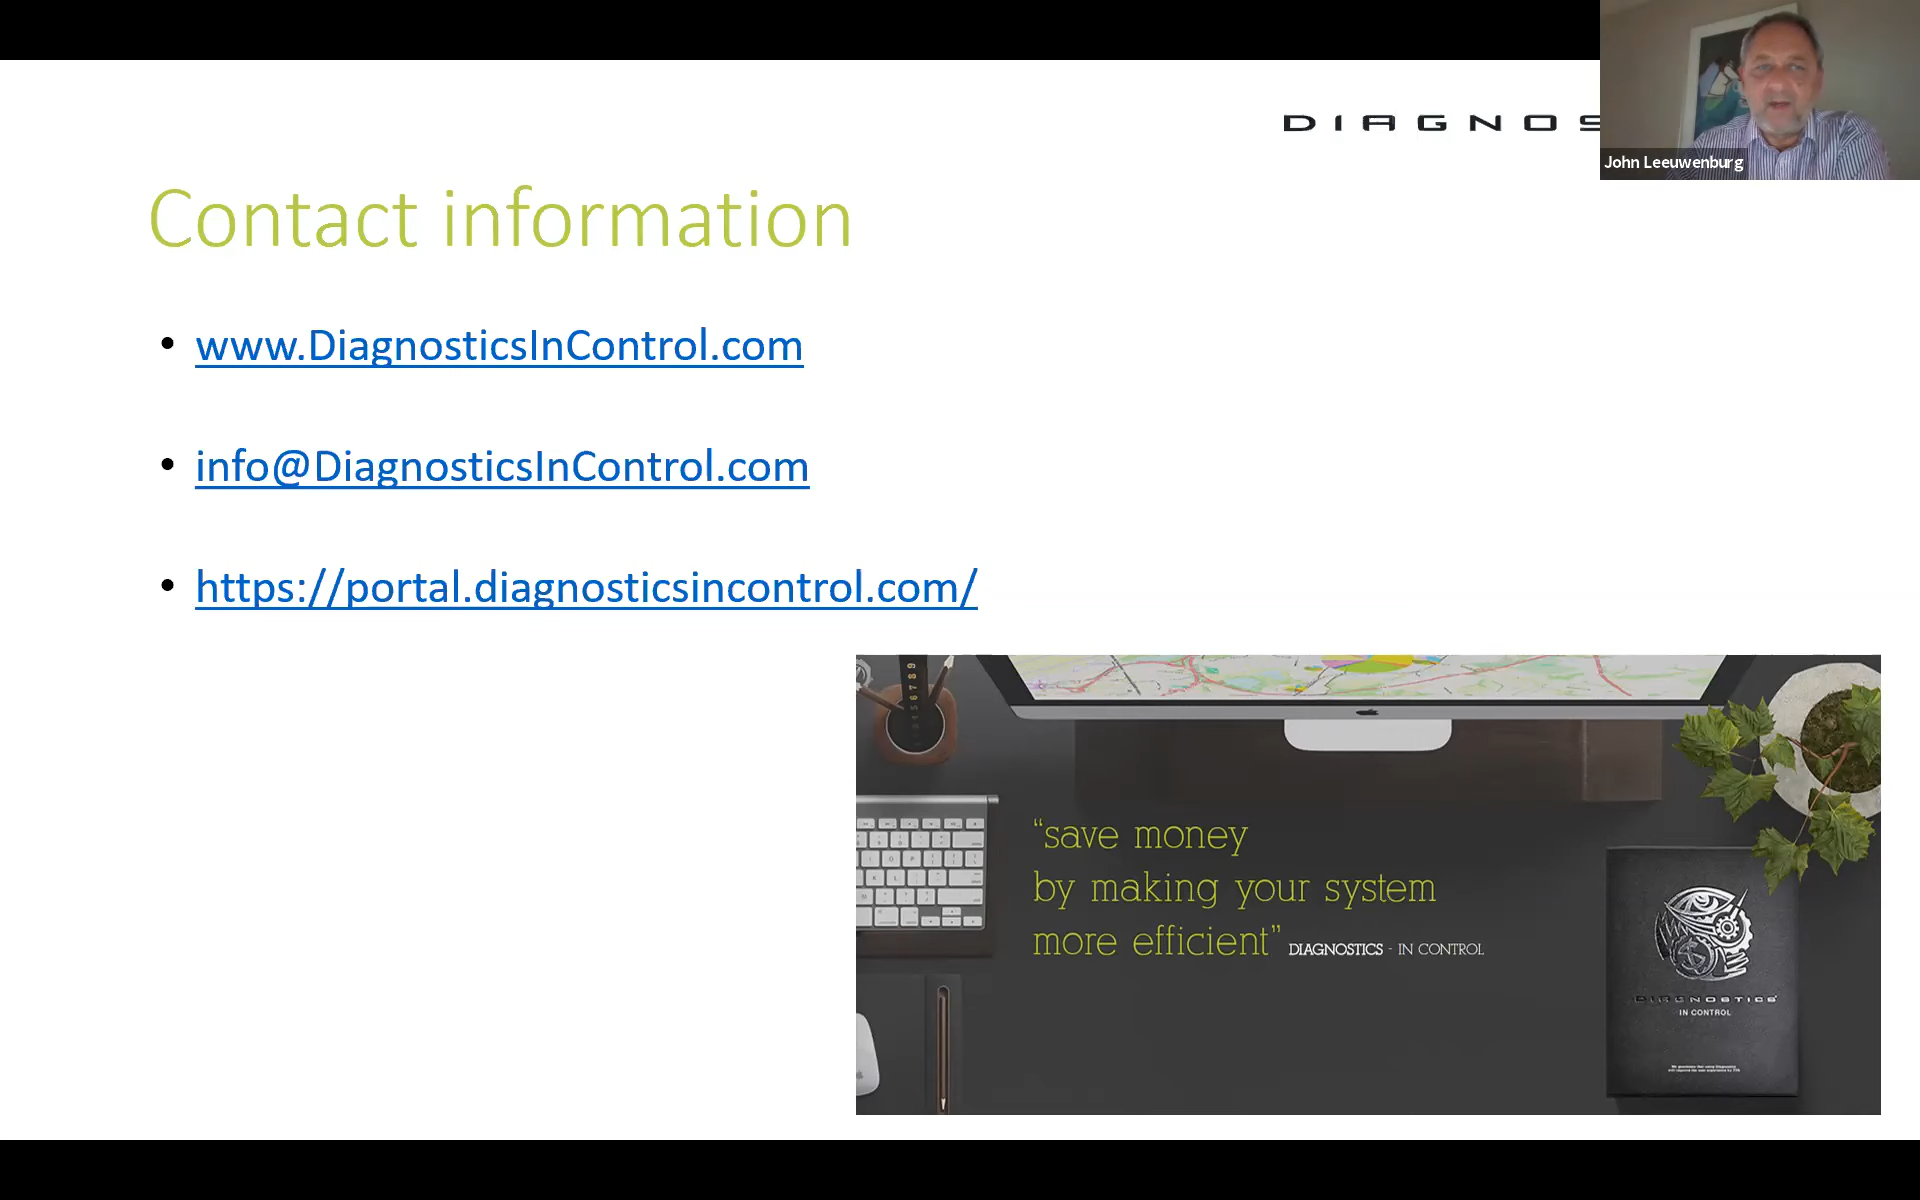 DIAGNOS
John Leeuwenburg
Contact information
• www.DiagnosticsInControl.com
• info@DiagnosticsInControl.com
• https://portal.diagnosticsincontrol.com/
“save money
by making your system
more efficient” DIAGNOSTICS - IN CONTROL
DIAGNOSTICS
IN CONTROL